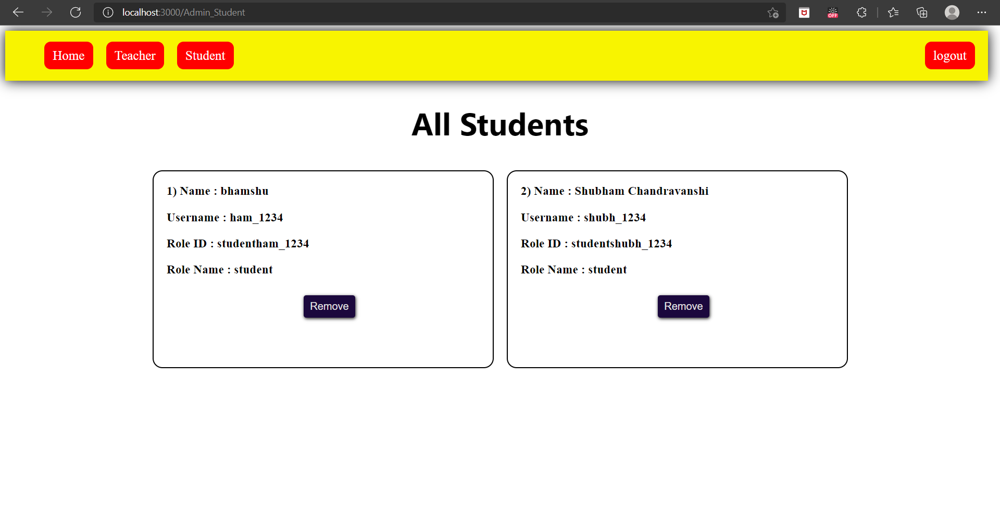 localhost:3000/Admin_Student
OFF
Home Teacher Student logout
All Students
1) Name : bhamshu
Username : ham_1234
Role ID : studentham_1234
Role Name : student
Remove
2) Name : Shubham Chandravanshi
Username : shubh_1234
Role ID : studentshubh_1234
Role Name : student
Remove